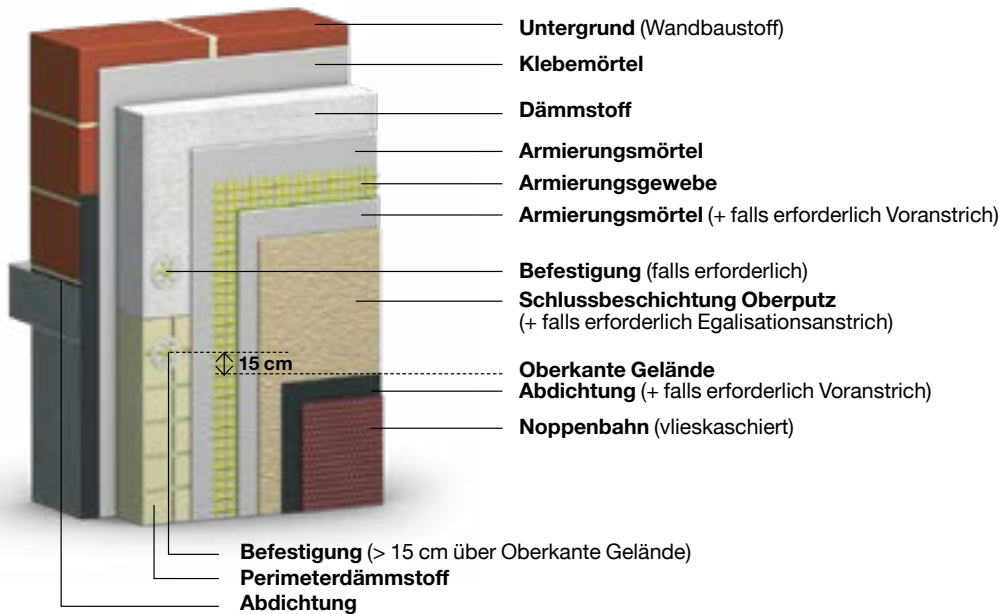 Untergrund (Wandbaustoff)
Klebemörtel
Dämmstoff
Armierungsmörtel
Armierungsgewebe
Armierungsmörtel (+ falls erforderlich Voranstrich)
Befestigung (falls erforderlich)
Schlussbeschichtung Oberputz
(+ falls erforderlich Egalisationsanstrich)
15 cm
Oberkante Gelände
Abdichtung (+ falls erforderlich Voranstrich)
Noppenbahn (vlieskaschiert)
Befestigung (> 15 cm über Oberkante Gelände)
Perimeterdämmstoff
Abdichtung